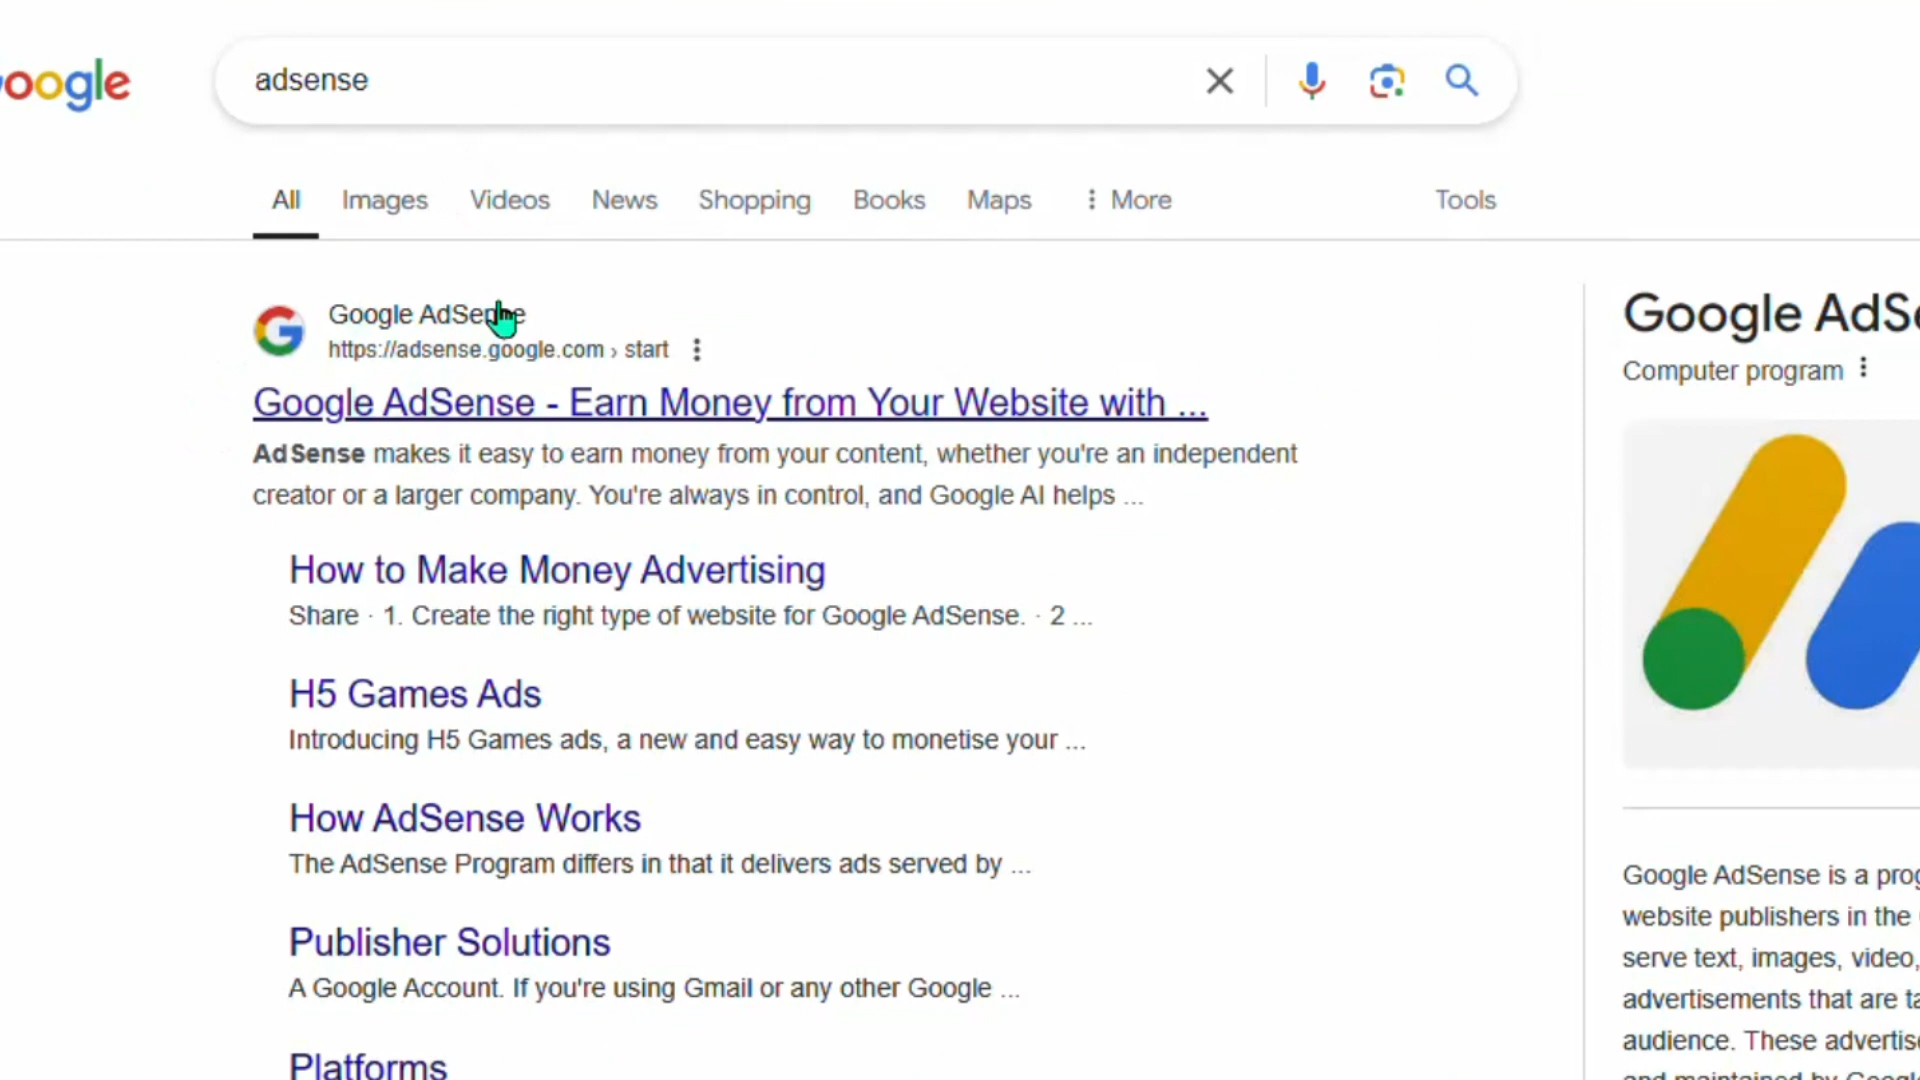 oogle
adsense
All Images Videos News Shopping Books Maps More Tools
Google AdSense
https://adsense.google.com › start
Google AdSense - Earn Money from Your Website with ...
AdSense makes it easy to earn money from your content, whether you're an independent
creator or a larger company. You're always in control, and Google AI helps ...
How to Make Money Advertising
Share · 1. Create the right type of website for Google AdSense. · 2 ...
H5 Games Ads
Introducing H5 Games ads, a new and easy way to monetise your ...
How AdSense Works
The AdSense Program differs in that it delivers ads served by ...
Publisher Solutions
A Google Account. If you're using Gmail or any other Google ...
Platforms
Google AdSe
Computer program
Google AdSense is a prog
website publishers in the
serve text, images, video,
advertisements that are ta
audience. These advertise
and maintained by Google